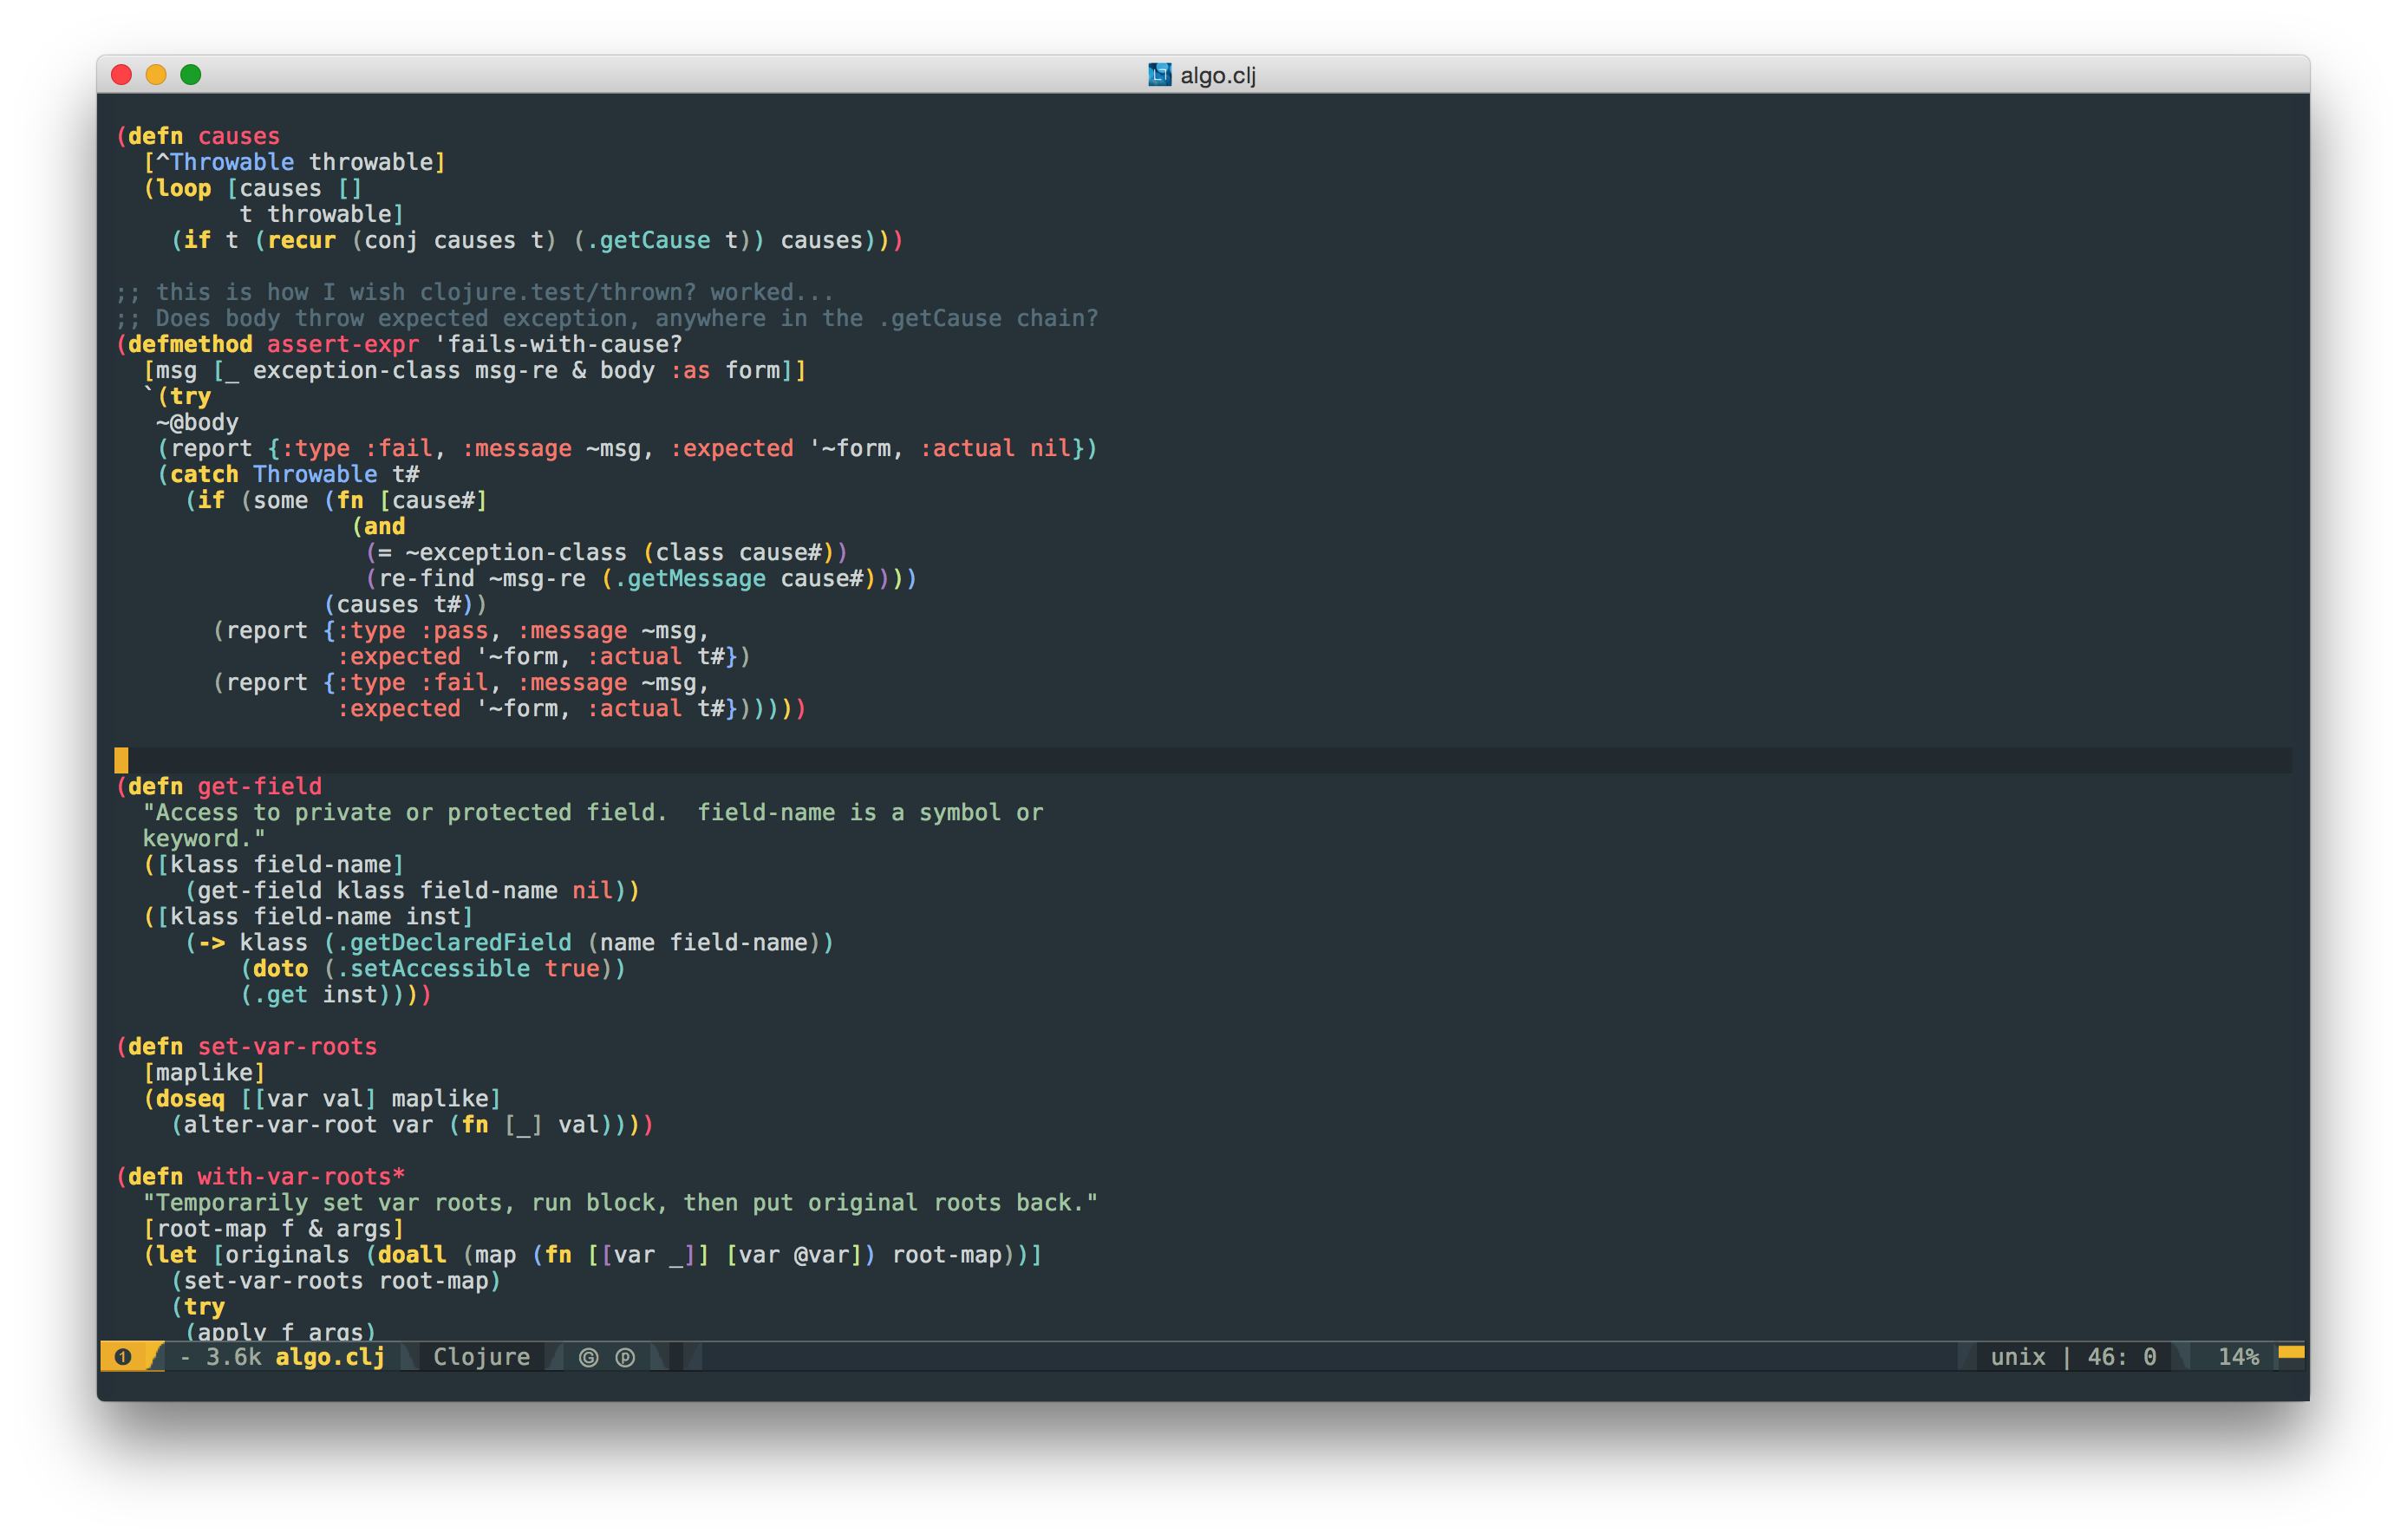 algo.clj
(defn causes
  [^Throwable throwable]
  (loop [causes []
         t throwable]
    (if t (recur (conj causes t) (.getCause t)) causes)))

;; this is how I wish clojure.test/thrown? worked...
;; Does body throw expected exception, anywhere in the .getCause chain?
(defmethod assert-expr 'fails-with-cause?
  [msg [_ exception-class msg-re & body :as form]]
  `(try
   ~@body
   (report {:type :fail, :message ~msg, :expected '~form, :actual nil})
   (catch Throwable t#
     (if (some (fn [cause#]
                 (and
                  (= ~exception-class (class cause#))
                  (re-find ~msg-re (.getMessage cause#))))
               (causes t#))
       (report {:type :pass, :message ~msg,
                :expected '~form, :actual t#})
       (report {:type :fail, :message ~msg,
                :expected '~form, :actual t#})))))

(defn get-field
  "Access to private or protected field.  field-name is a symbol or
  keyword."
  ([klass field-name]
     (get-field klass field-name nil))
  ([klass field-name inst]
     (-> klass (.getDeclaredField (name field-name))
         (doto (.setAccessible true))
         (.get inst))))

(defn set-var-roots
  [maplike]
  (doseq [[var val] maplike]
    (alter-var-root var (fn [_] val))))

(defn with-var-roots*
  "Temporarily set var roots, run block, then put original roots back."
  [root-map f & args]
  (let [originals (doall (map (fn [[var _]] [var @var]) root-map))]
    (set-var-roots root-map)
    (try
     (apply f args)
❶ - 3.6k algo.clj Clojure Ⓖ ⓟ unix | 46: 0 14%